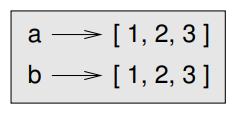 a [ 1, 2, 3 ]
b [ 1, 2, 3 ]